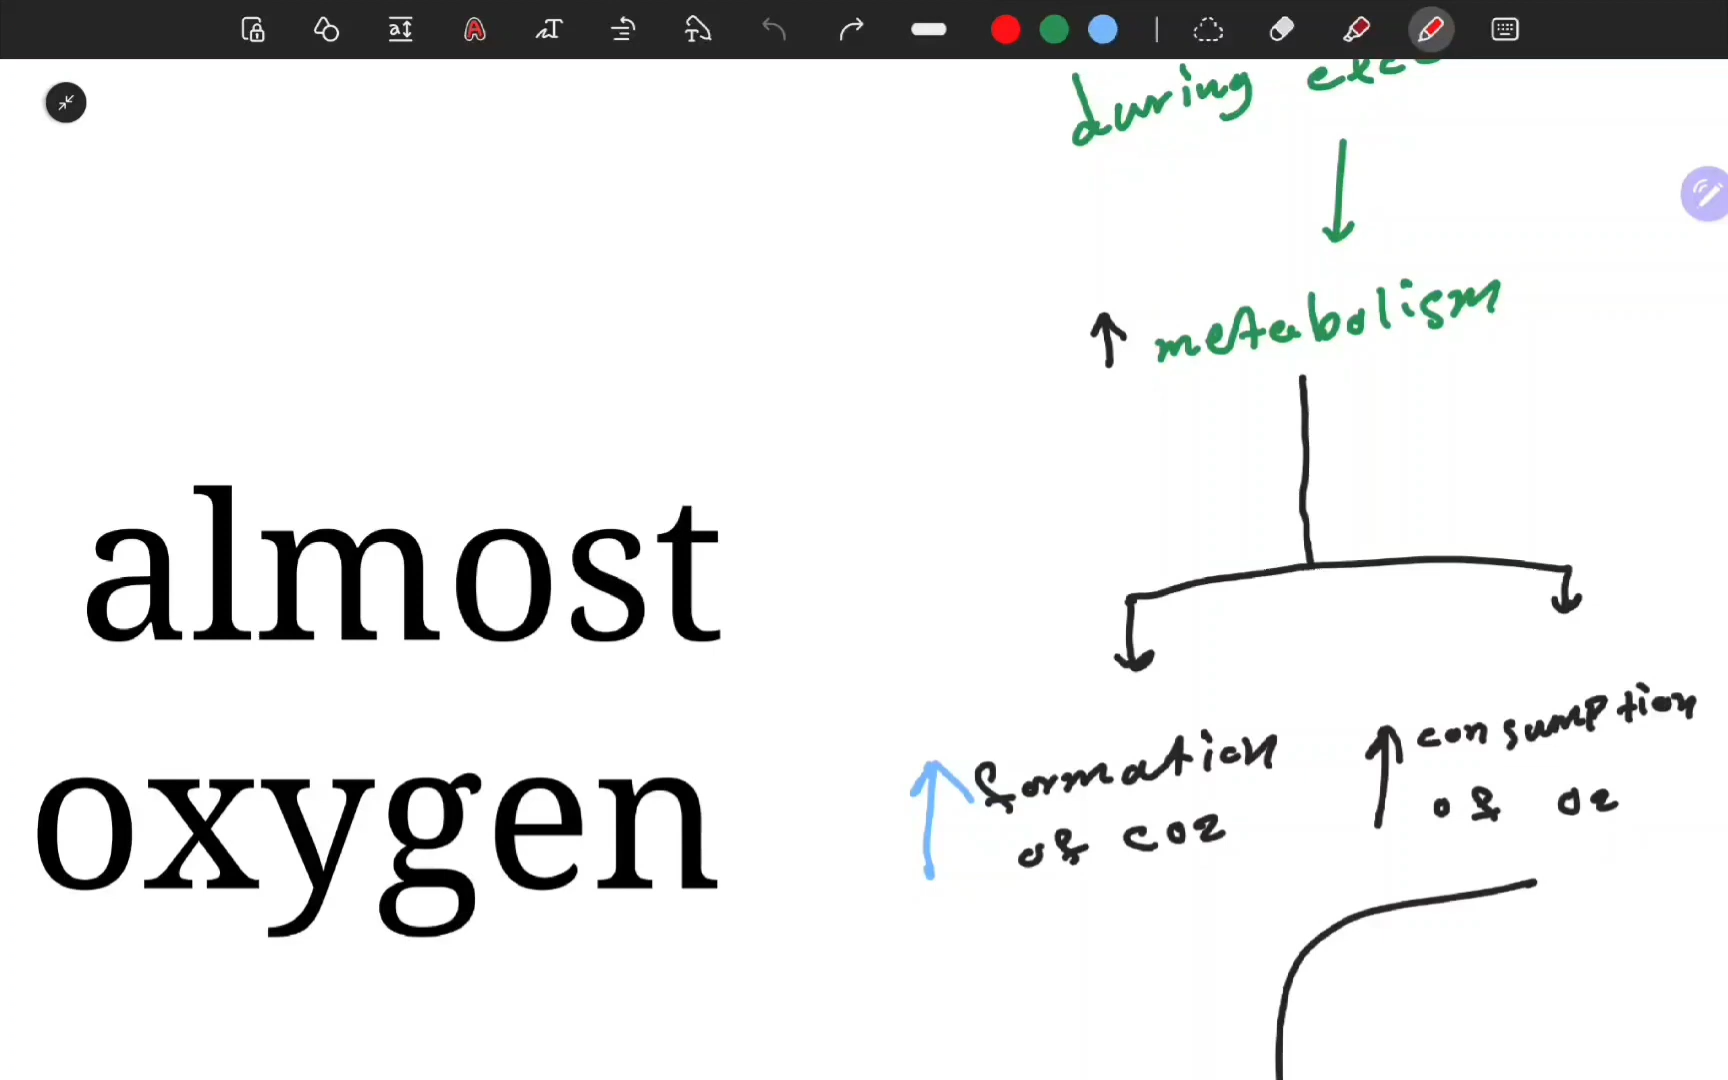 during
↑ metabolism
almost
oxygen
↑ formation
of CO2
↑ consumption
of O2